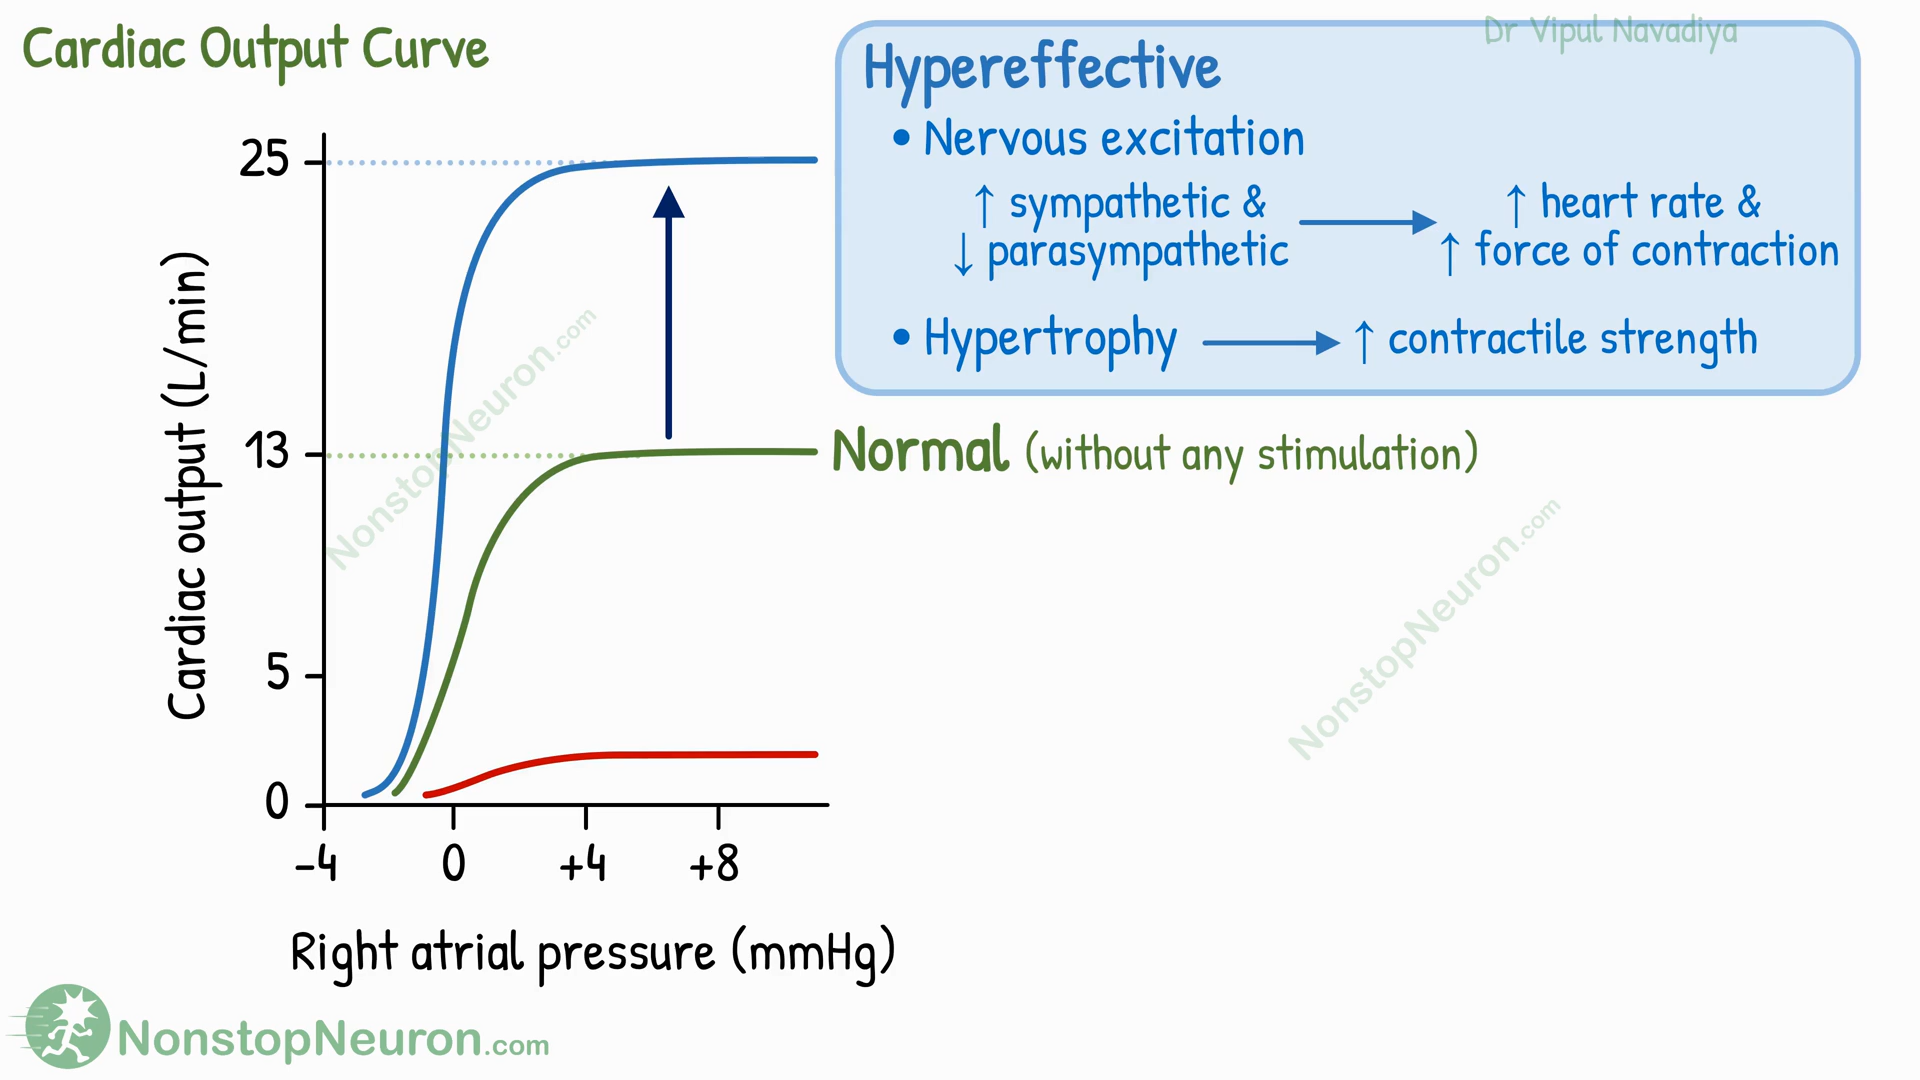 Cardiac Output Curve
Dr Vipul Navadiya
Hypereffective
• Nervous excitation
↑ sympathetic &
↓ parasympathetic
↑ heart rate &
↑ force of contraction
• Hypertrophy
↑ contractile strength
Normal (without any stimulation)
Cardiac output (L/min)
25
13
5
0
-4 0 +4 +8
Right atrial pressure (mmHg)
NonstopNeuron.com
NonstopNeuron.com
NonstopNeuron.com